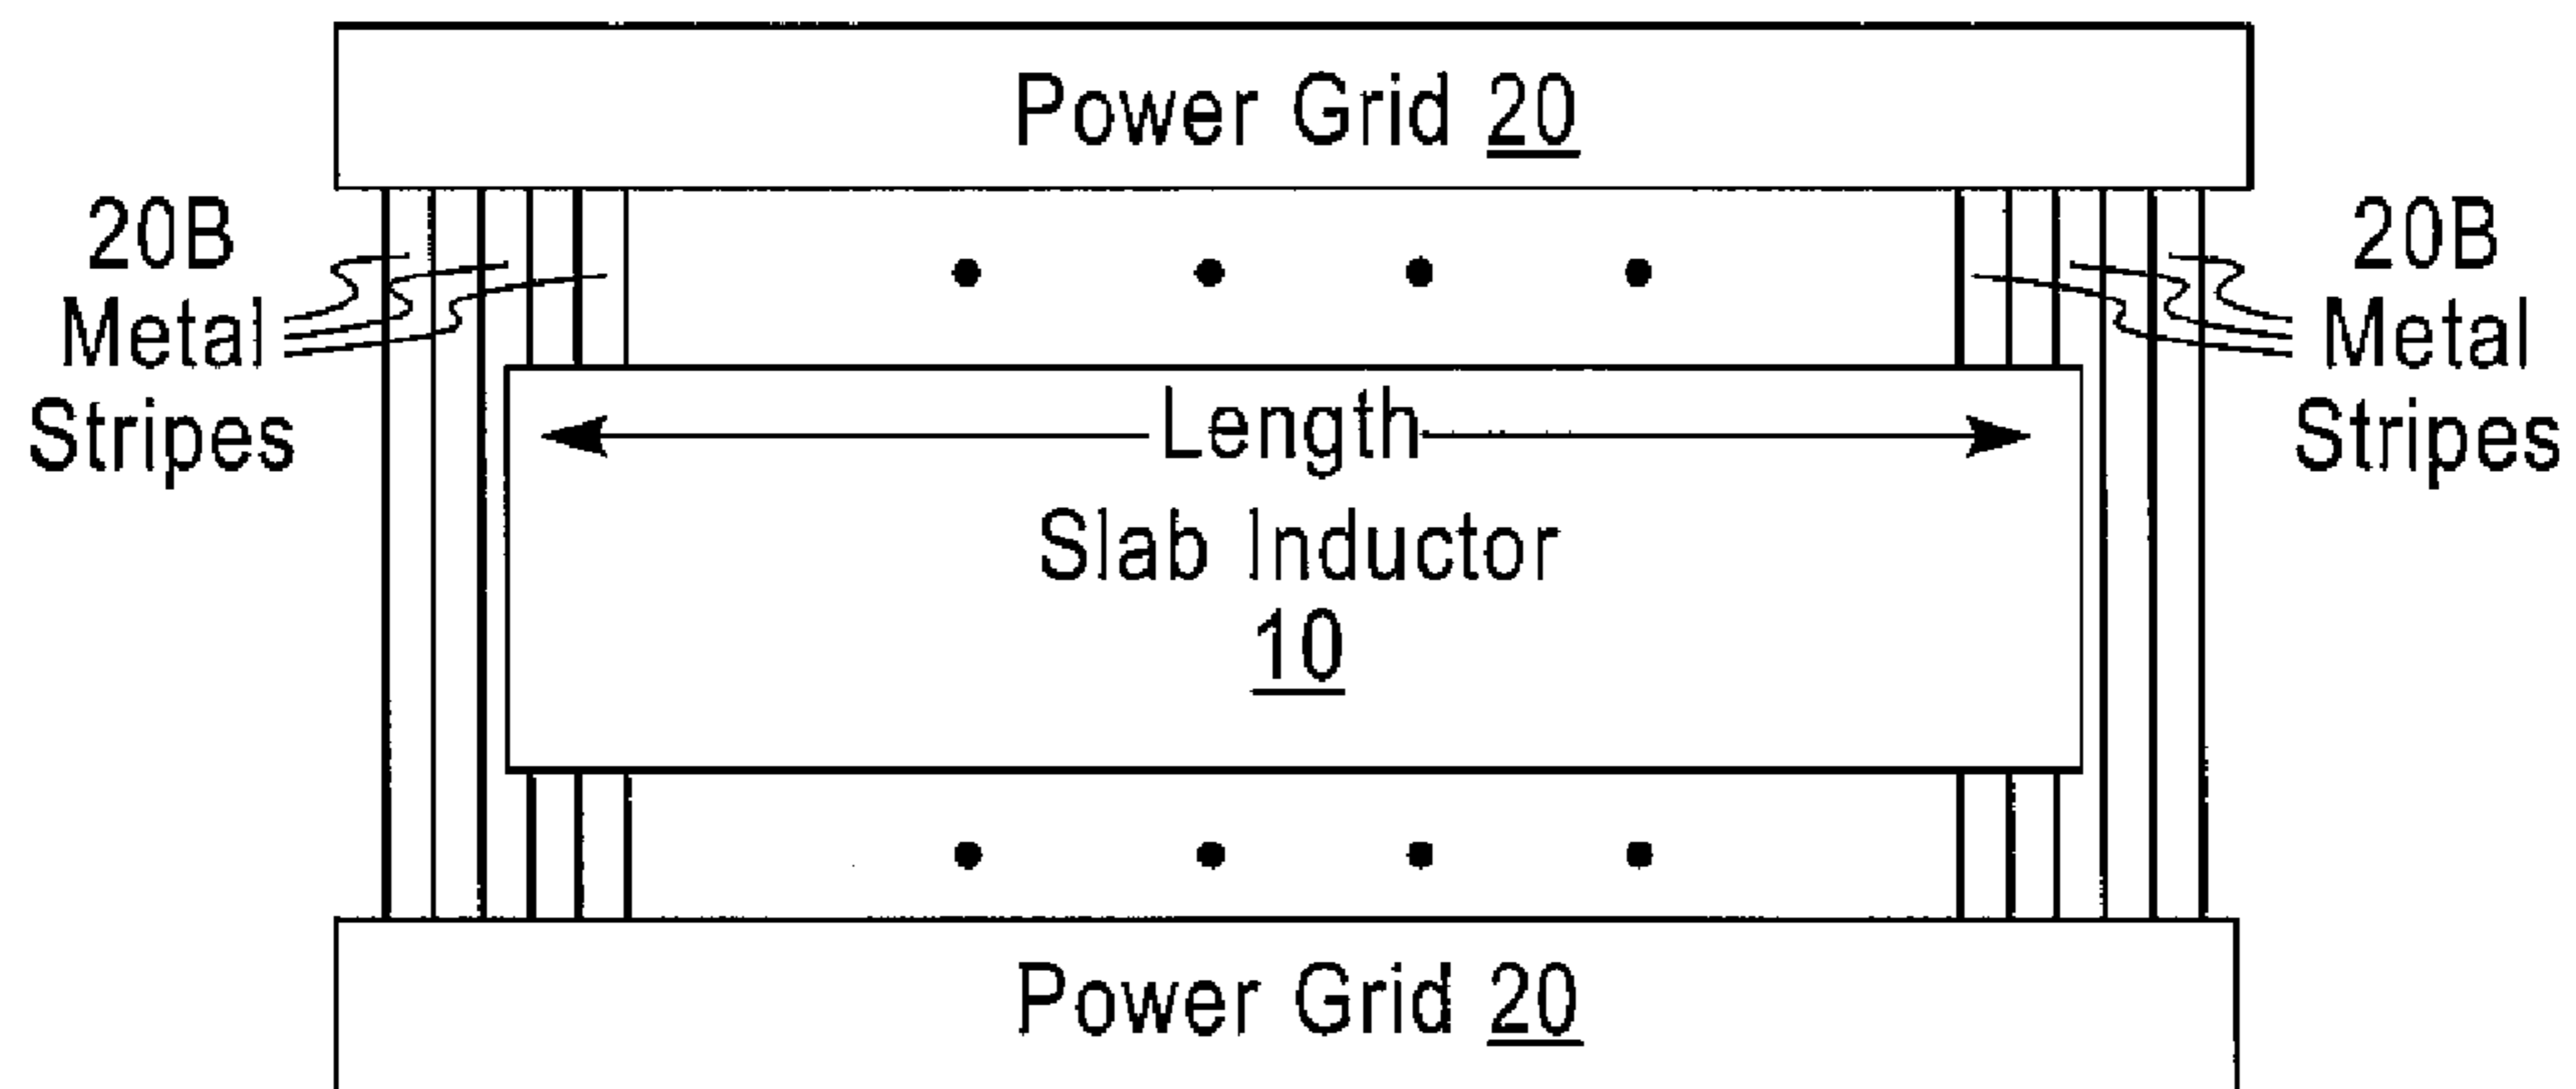 Power Grid 20
20B
Metal
Stripes
20B
Metal
Stripes
Length
Slab Inductor
10
Power Grid 20